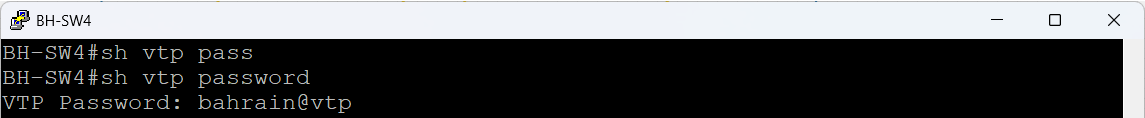 BH-SW4
BH-SW4#sh vtp pass
BH-SW4#sh vtp password
VTP Password: bahrain@vtp